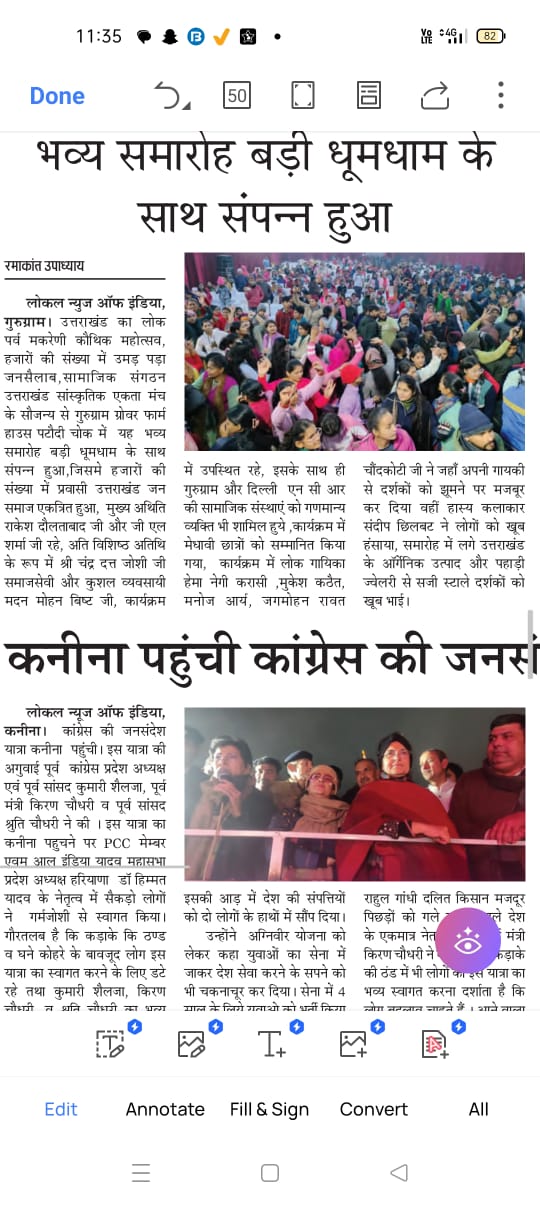 11:35
VoLTE 4G 82
Done
50
भव्य समारोह बड़ी धूमधाम के
साथ संपन्न हुआ
रमाकांत उपाध्याय
लोकल न्युज ऑफ इंडिया,
गुरुग्राम। उत्तराखंड का लोक
पर्व मकरेणी कौथिक महोत्सव,
हजारों की संख्या में उमड़ पड़ा
जनसैलाब,सामाजिक संगठन
उत्तराखंड सांस्कृतिक एकता मंच
के सौजन्य से गुरुग्राम ग्रोवर फार्म
हाउस पटौदी चोक में यह भव्य
समारोह बड़ी धूमधाम के साथ
संपन्न हुआ,जिसमे हजारों की
संख्या में प्रवासी उत्तराखंड जन
समाज एकत्रित हुआ, मुख्य अथिति
राकेश दौलताबाद जी और जी एल
शर्मा जी रहे, अति विशिष्ठ अतिथि
के रूप में श्री चंद्र दत्त जोशी जी
समाजसेवी और कुशल व्यवसायी
मदन मोहन बिष्ट जी, कार्यक्रम
में उपस्थित रहे, इसके साथ ही
गुरुग्राम और दिल्ली एन सी आर
की सामाजिक संस्थाएं को गणमान्य
व्यक्ति भी शामिल हुये ,कार्यक्रम में
मेधावी छात्रों को सम्मानित किया
गया, कार्यक्रम में लोक गायिका
हेमा नेगी करासी ,मुकेश कठैत,
मनोज आर्य, जगमोहन रावत
चौंदकोटी जी ने जहाँ अपनी गायकी
से दर्शकों को झूमने पर मजबूर
कर दिया वहीं हास्य कलाकार
संदीप छिलबट ने लोगों को खूब
हंसाया, समारोह में लगे उत्तराखंड
के ऑर्गेनिक उत्पाद और पहाड़ी
ज्वेलरी से सजी स्टाले दर्शकों को
खूब भाई।
कनीना पहुंची कांग्रेस की जनसं
लोकल न्यूज ऑफ इंडिया,
कनीना। कांग्रेस की जनसंदेश
यात्रा कनीना पहुंची। इस यात्रा की
अगुवाई पूर्व कांग्रेस प्रदेश अध्यक्ष
एवं पूर्व सांसद कुमारी शैलजा, पूर्व
मंत्री किरण चौधरी व पूर्व सांसद
श्रुति चौधरी ने की । इस यात्रा का
कनीना पहुचने पर PCC मेम्बर
एवम आल इंडिया यादव महासभा
प्रदेश अध्यक्ष हरियाणा डॉ हिम्मत
यादव के नेतृत्व में सैकड़ो लोगों
ने गर्मजोशी से स्वागत किया।
गौरतलब है कि कड़ाके कि ठण्ड
व घने कोहरे के बावजूद लोग इस
यात्रा का स्वागत करने के लिए डटे
रहे तथा कुमारी शैलजा, किरण
चौधरी व श्रुति चौधरी का भव्य
इसकी आड़ में देश की संपत्तियों
को दो लोगों के हाथों में सौंप दिया।
उन्होंने अग्निवीर योजना को
लेकर कहा युवाओं का सेना में
जाकर देश सेवा करने के सपने को
भी चकनाचूर कर दिया। सेना में 4
साल के लिये युवाओ को भर्ती किया
राहुल गांधी दलित किसान मजदूर
पिछड़ों को गले देश
के एकमात्र मंत्री
किरण चौधरी ने
की ठंड में भी लोगों का इस यात्रा का
भव्य स्वागत करना दर्शाता है कि
लोग बदलाव चाहते हैं । आने वाला
Edit Annotate Fill & Sign Convert All